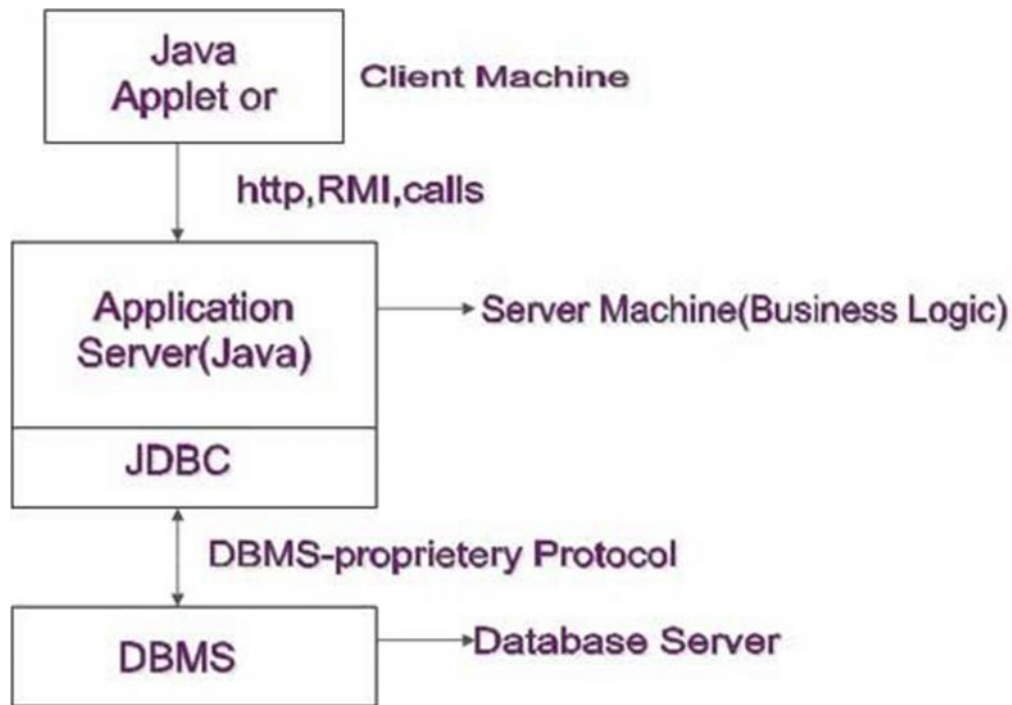 Java
Applet or
Client Machine
http,RMI,calls
Application
Server(Java)
Server Machine(Business Logic)
JDBC
DBMS-proprietery Protocol
DBMS
Database Server